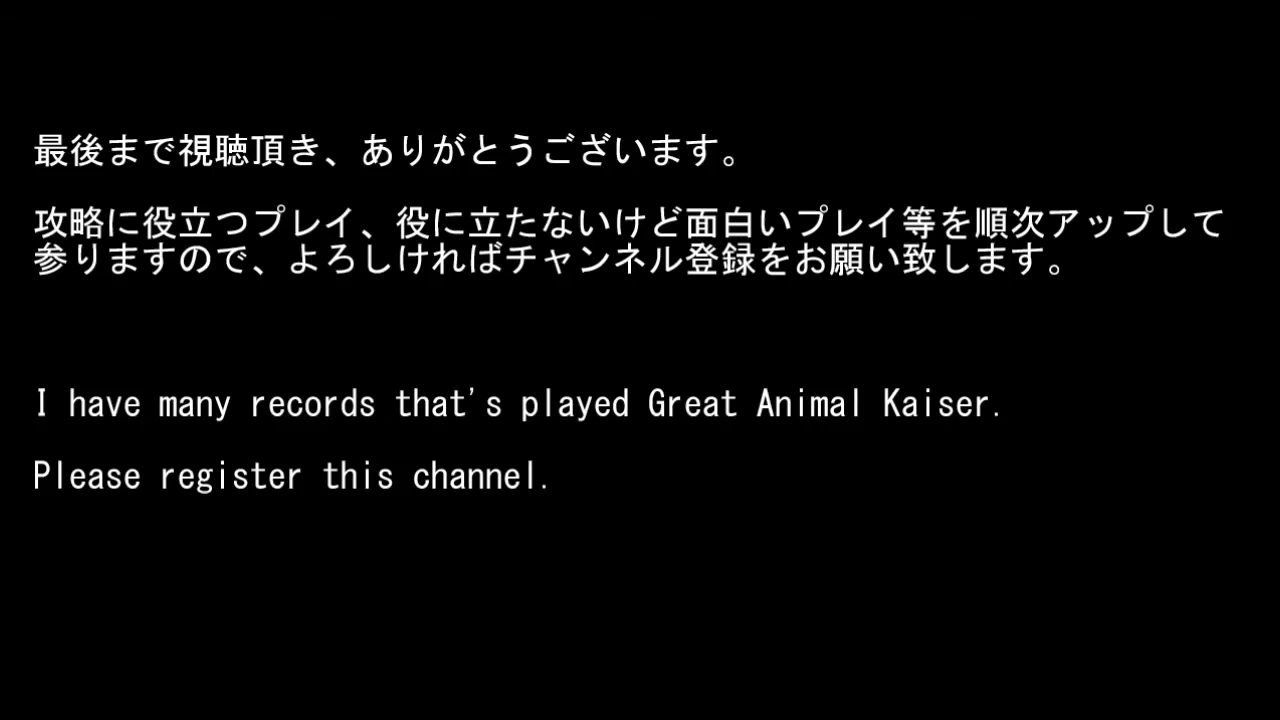 最後まで視聴頂き、ありがとうございます。
攻略に役立つプレイ、役に立たないけど面白いプレイ等を順次アップして
参りますので、よろしければチャンネル登録をお願い致します。
I have many records that's played Great Animal Kaiser.
Please register this channel.